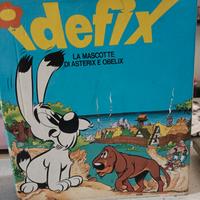 idefix
LA MASCOTTE
DI ASTERIX E OBELIX